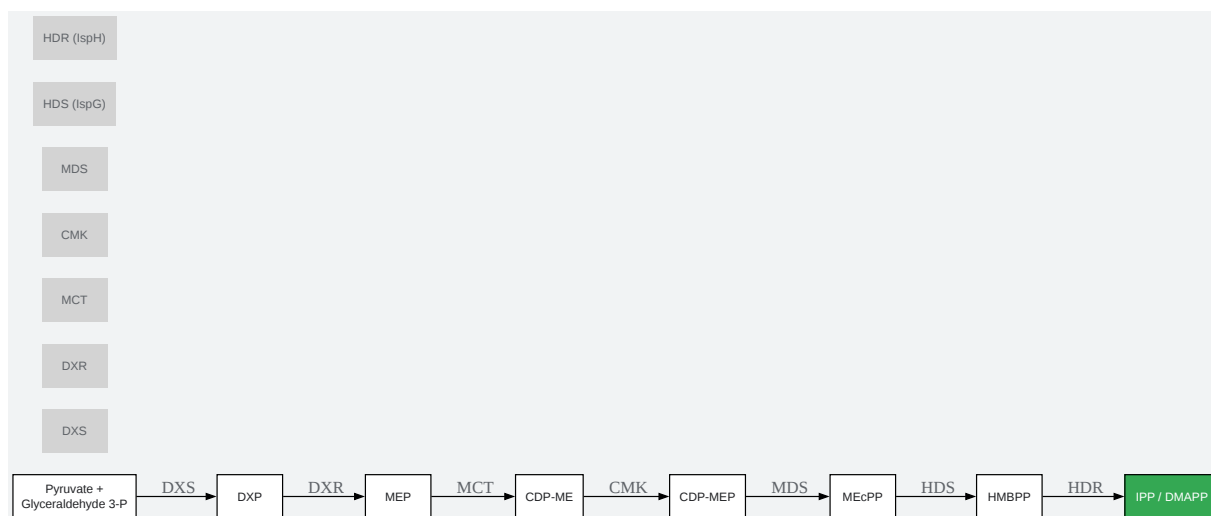 HDR (IspH)
HDS (IspG)
MDS
CMK
MCT
DXR
DXS
Pyruvate +
Glyceraldehyde 3-P
DXS
DXP
DXR
MEP
MCT
CDP-ME
CMK
CDP-MEP
MDS
MEcPP
HDS
HMBPP
HDR
IPP / DMAPP